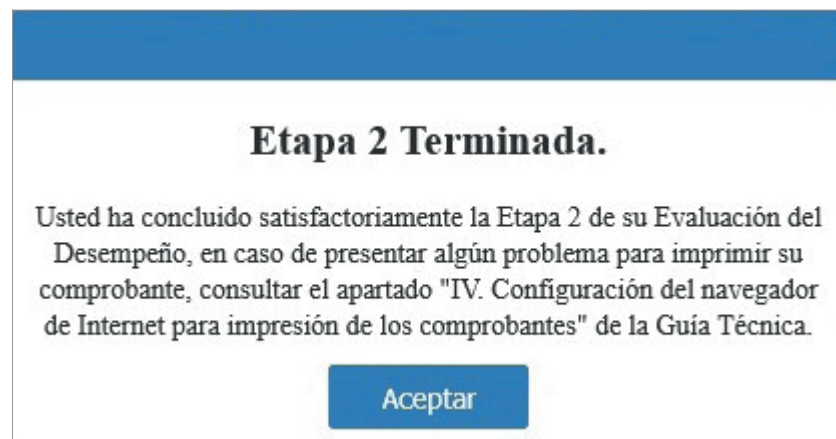 Etapa 2 Terminada.
Usted ha concluido satisfactoriamente la Etapa 2 de su Evaluación del
Desempeño, en caso de presentar algún problema para imprimir su
comprobante, consultar el apartado "IV. Configuración del navegador
de Internet para impresión de los comprobantes" de la Guía Técnica.
Aceptar